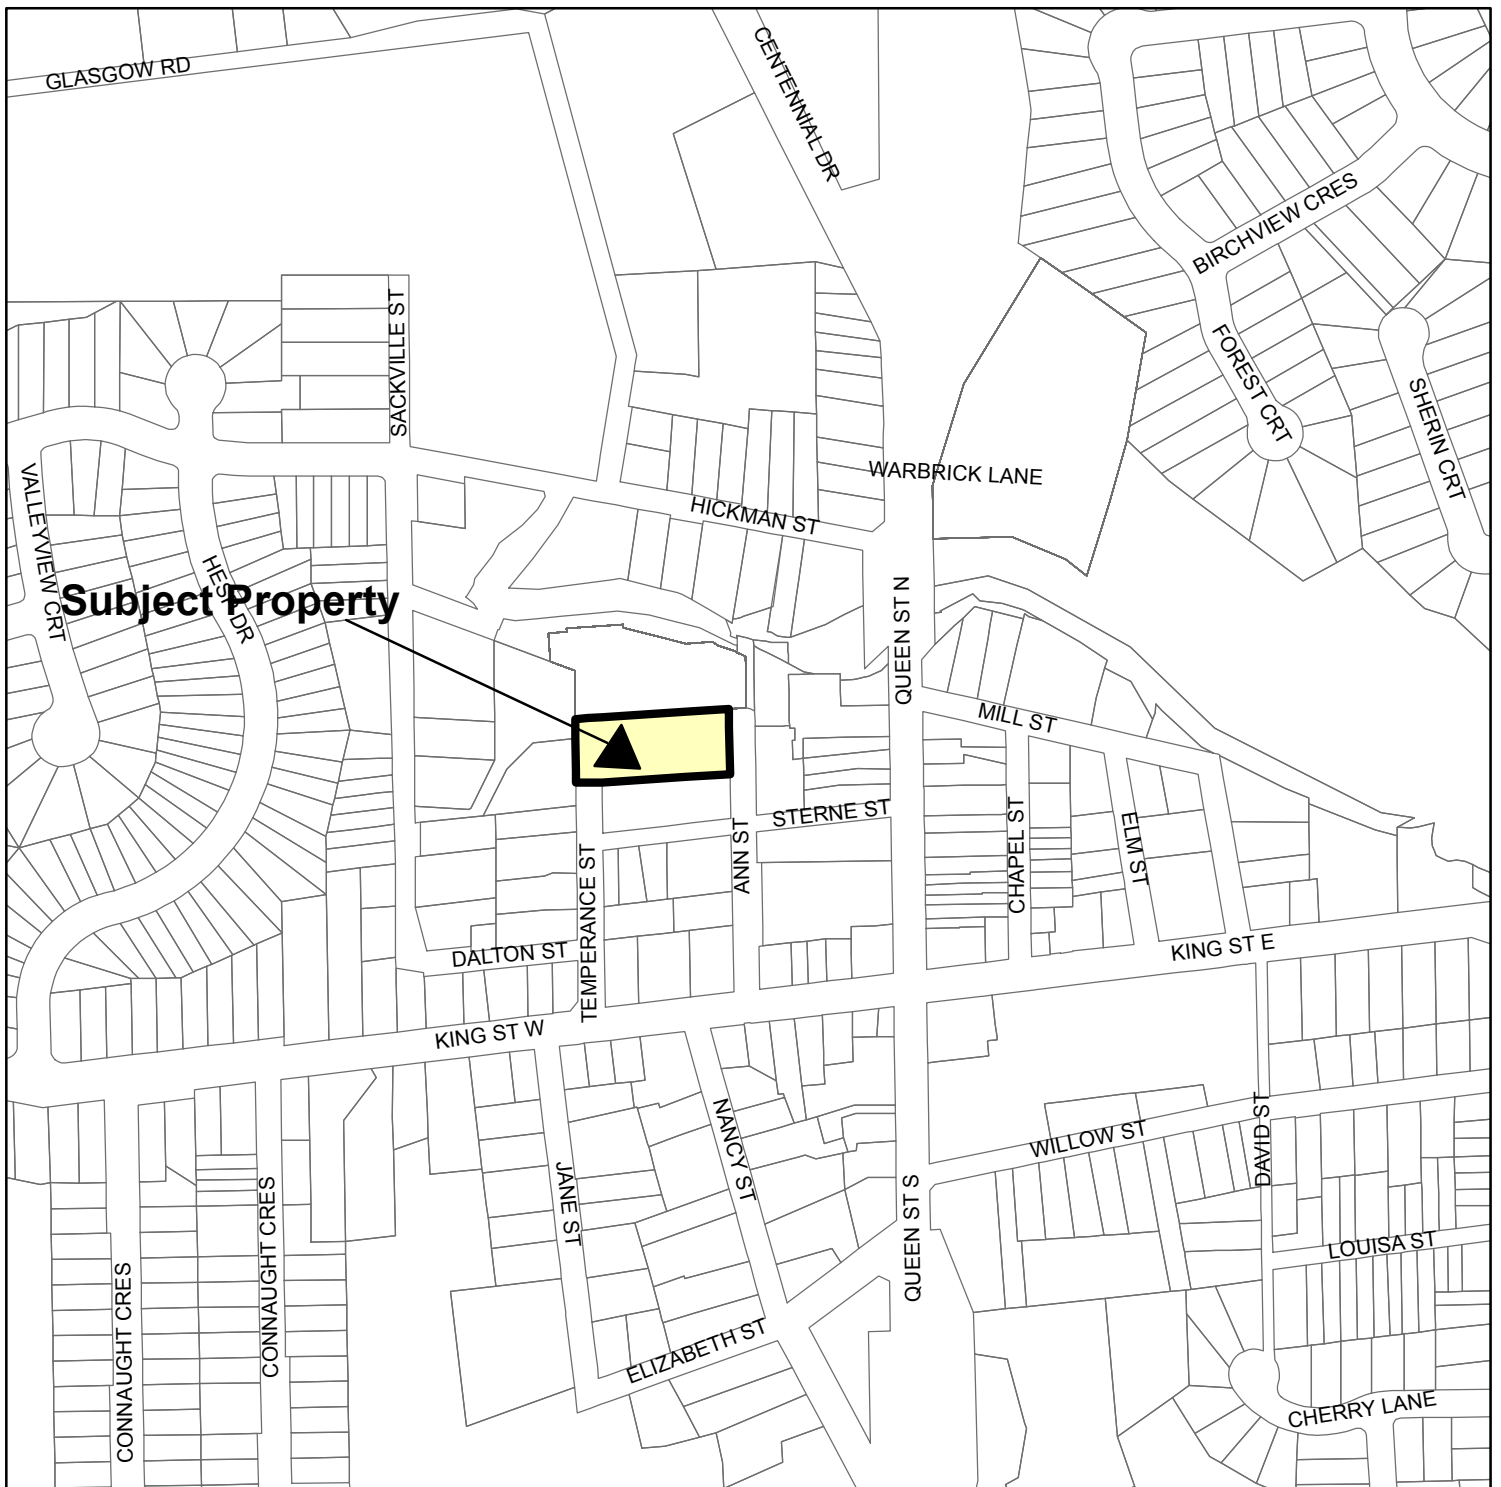 GLASGOW RD
CENTENNIAL DR
BIRCHVIEW CRES
SACKVILLE ST
FOREST CRT
SHERIN CRT
WARBRICK LANE
HICKMAN ST
VALLEYVIEW CRT
HESS DR
Subject Property
QUEEN ST N
MILL ST
STERNE ST
CHAPEL ST
ELM ST
ANN ST
TEMPERANCE ST
DALTON ST
KING ST E
KING ST W
NANCY ST
WILLOW ST
DAVID ST
JANE ST
QUEEN ST S
CONNAUGHT CRES
CONNAUGHT CRES
LOUISA ST
ELIZABETH ST
CHERRY LANE